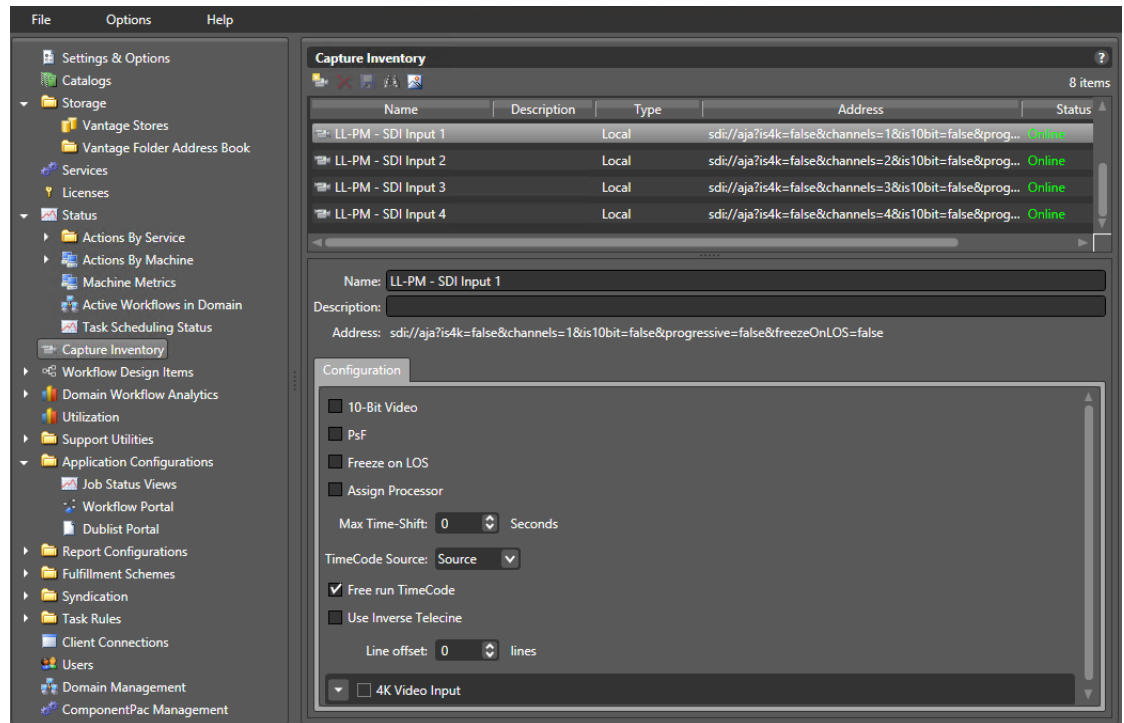 File Options Help
Settings & Options
Catalogs
Storage
Vantage Stores
Vantage Folder Address Book
Services
Licenses
Status
Actions By Service
Actions By Machine
Machine Metrics
Active Workflows in Domain
Task Scheduling Status
Capture Inventory
Workflow Design Items
Domain Workflow Analytics
Utilization
Support Utilities
Application Configurations
Job Status Views
Workflow Portal
Dublist Portal
Report Configurations
Fulfillment Schemes
Syndication
Task Rules
Client Connections
Users
Domain Management
ComponentPac Management
Capture Inventory ?
8 items
Name Description Type Address Status
LL-PM - SDI Input 1 Local sdi://aja?is4k=false&channels=1&is10bit=false&prog... Online
LL-PM - SDI Input 2 Local sdi://aja?is4k=false&channels=2&is10bit=false&prog... Online
LL-PM - SDI Input 3 Local sdi://aja?is4k=false&channels=3&is10bit=false&prog... Online
LL-PM - SDI Input 4 Local sdi://aja?is4k=false&channels=4&is10bit=false&prog... Online
Name: LL-PM - SDI Input 1
Description:
Address: sdi://aja?is4k=false&channels=1&is10bit=false&progressive=false&freezeOnLOS=false
Configuration
10-Bit Video
PsF
Freeze on LOS
Assign Processor
Max Time-Shift: 0 Seconds
TimeCode Source: Source
Free run TimeCode
Use Inverse Telecine
Line offset: 0 lines
4K Video Input